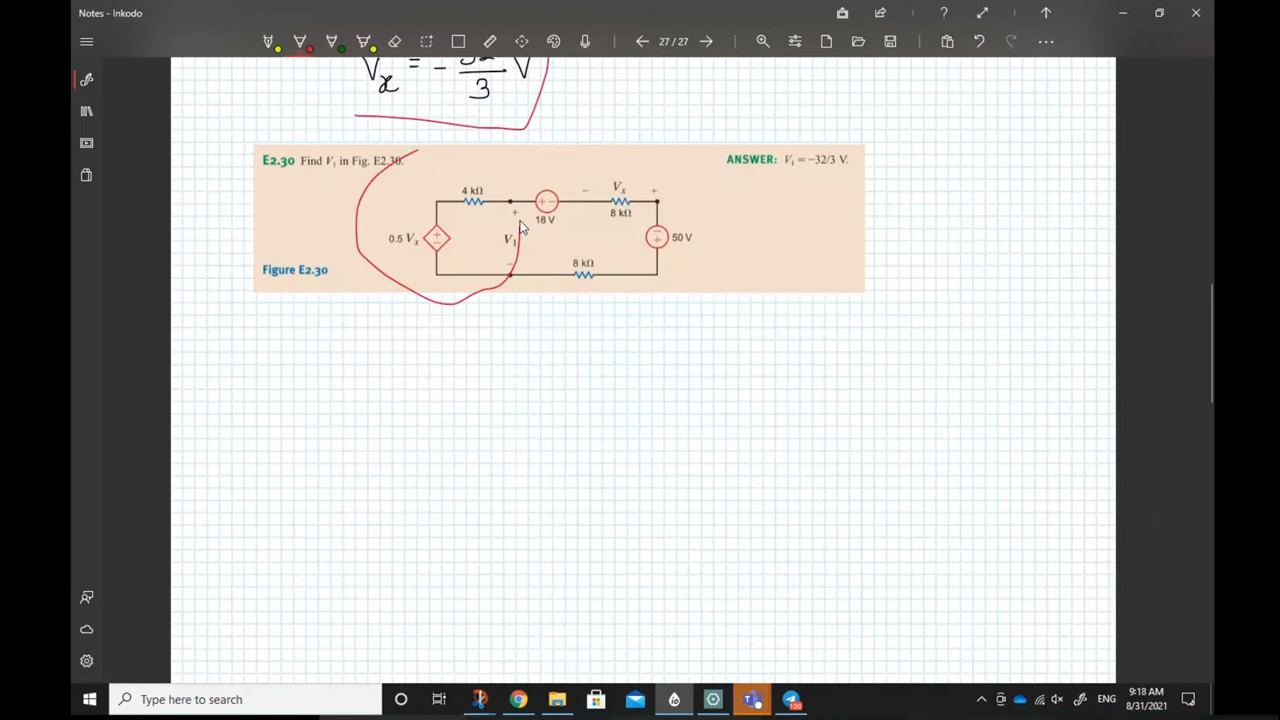 Notes - Inkodo
27/27
Vx = - 3 V
E2.30 Find V1 in Fig. E2.30.
ANSWER: V1 = −32/3 V.
4 kΩ
Vx
− +
+
18 V
8 kΩ
0.5 Vx
V1
50 V
−
8 kΩ
Figure E2.30
Type here to search
ENG
9:18 AM
8/31/2021
100